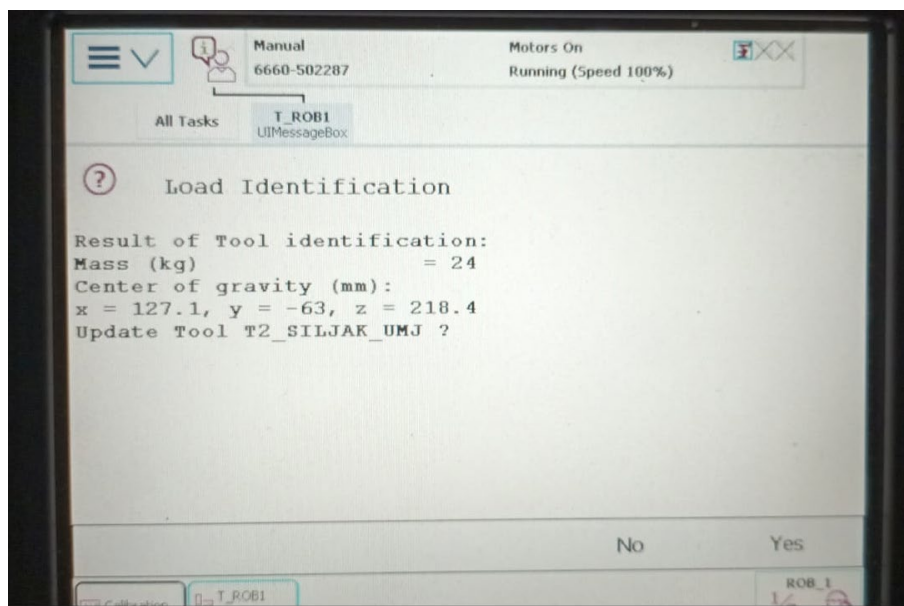 Manual
6660-502287
Motors On
Running (Speed 100%)
All Tasks
T_ROB1
UIMessageBox
Load Identification
Result of Tool identification:
Mass (kg) = 24
Center of gravity (mm):
x = 127.1, y = -63, z = 218.4
Update Tool T2_SILJAK_UMJ ?
No
Yes
Calibration
T_ROB1
ROB_1